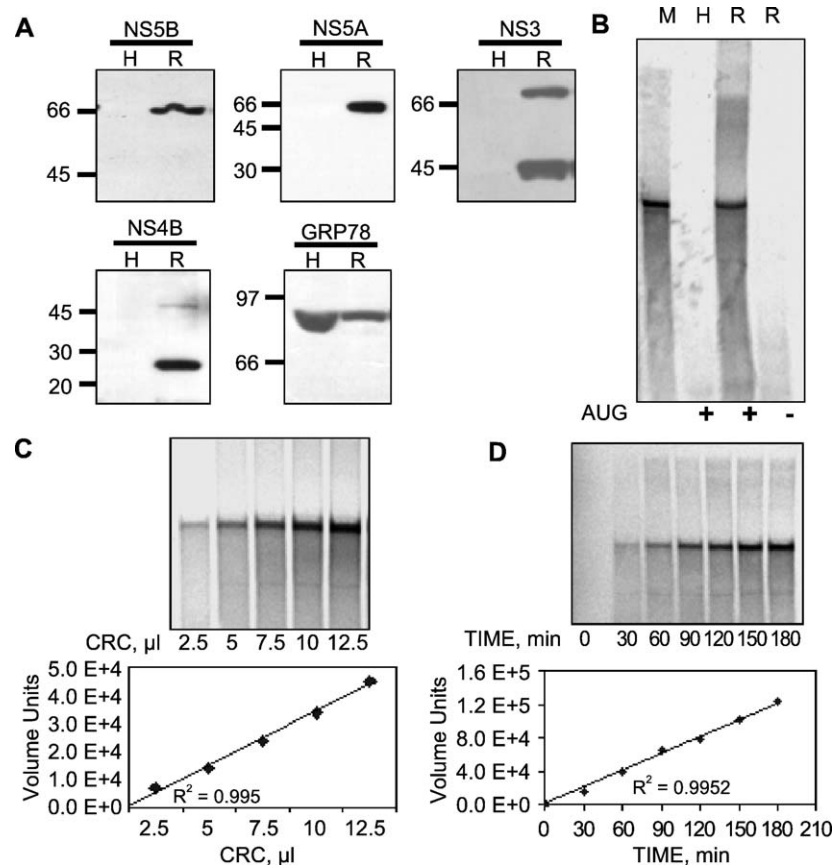 A
NS5B
H R
66
45
NS5A
H R
66
45
30
NS3
H R
66
45
NS4B
H R
45
30
20
GRP78
H R
97
66
B
M H R R
AUG + + -
C
CRC, µl 2.5 5 7.5 10 12.5
5.0 E+4
4.0 E+4
3.0 E+4
2.0 E+4
1.0 E+4
0.0 E+0
Volume Units
R² = 0.995
2.5 5 7.5 10 12.5
CRC, µl
D
TIME, min 0 30 60 90 120 150 180
1.6 E+5
1.2 E+5
8.0 E+4
4.0 E+4
0.0 E+0
Volume Units
R² = 0.9952
0 30 60 90 120 150 180 210
TIME, min